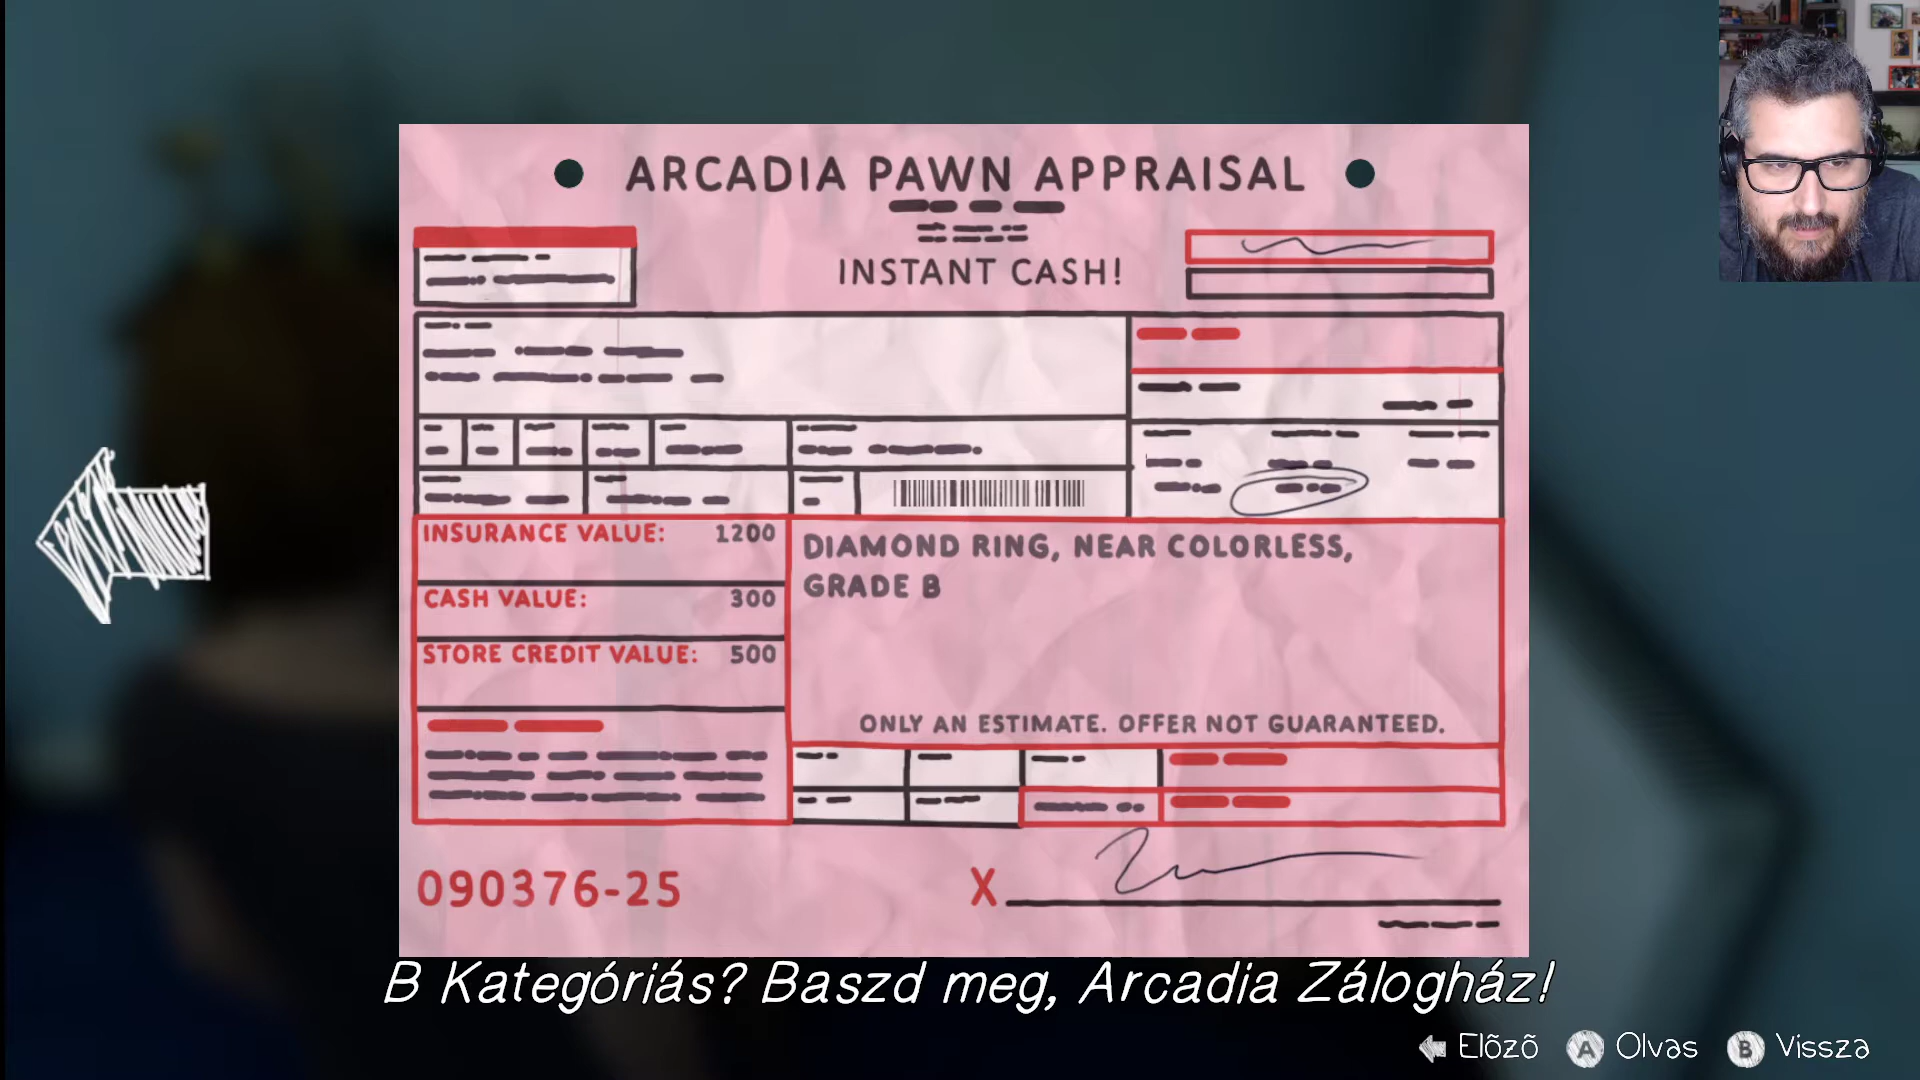 ARCADIA PAWN APPRAISAL
INSTANT CASH!
INSURANCE VALUE: 1200
CASH VALUE: 300
STORE CREDIT VALUE: 500
DIAMOND RING, NEAR COLORLESS,
GRADE B
ONLY AN ESTIMATE. OFFER NOT GUARANTEED.
090376-25
X
B Kategóriás? Baszd meg, Arcadia Zálogház!
Elõzõ A Olvas B Vissza